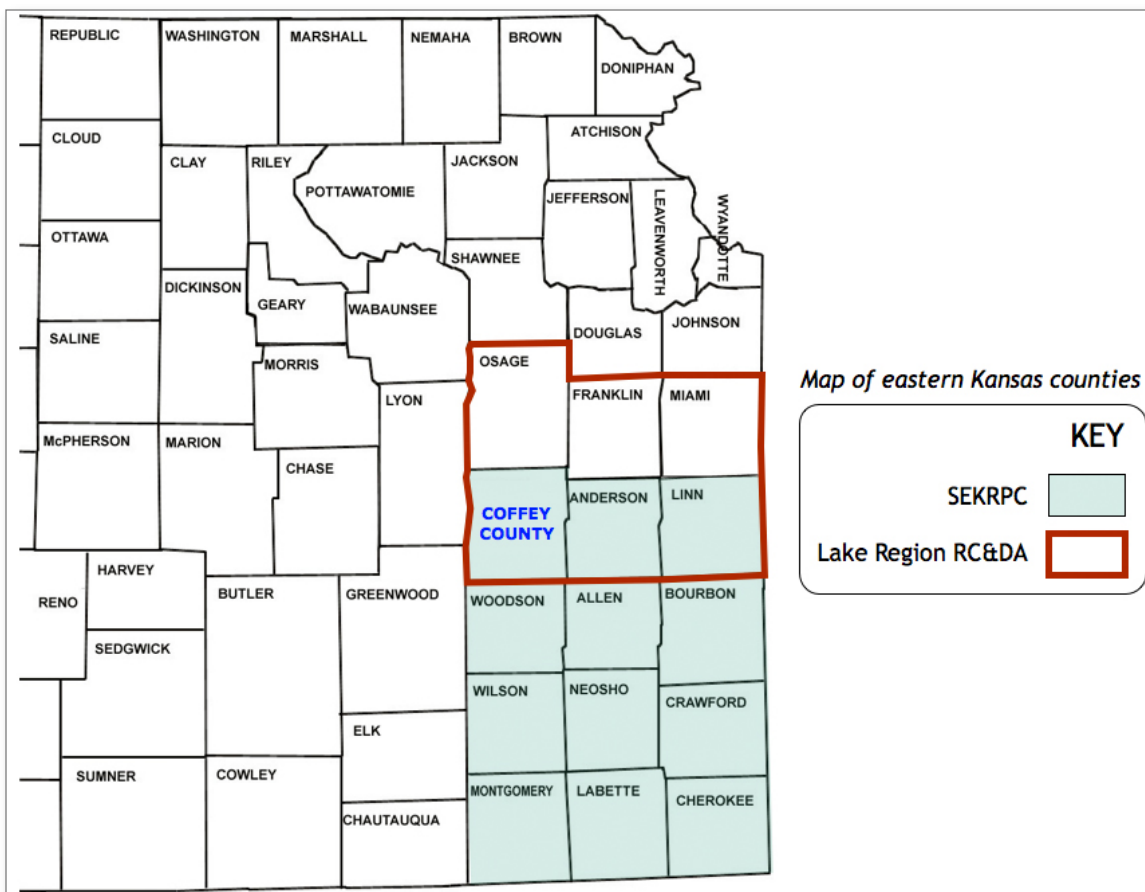 REPUBLIC
WASHINGTON
MARSHALL
NEMAHA
BROWN
DONIPHAN
CLOUD
CLAY
RILEY
POTTAWATOMIE
JACKSON
ATCHISON
JEFFERSON
LEAVENWORTH
WYANDOTTE
OTTAWA
DICKINSON
GEARY
WABAUNSEE
SHAWNEE
DOUGLAS
JOHNSON
SALINE
MORRIS
LYON
OSAGE
FRANKLIN
MIAMI
McPHERSON
MARION
CHASE
COFFEY
COUNTY
ANDERSON
LINN
HARVEY
RENO
BUTLER
GREENWOOD
WOODSON
ALLEN
BOURBON
SEDGWICK
WILSON
NEOSHO
CRAWFORD
ELK
SUMNER
COWLEY
CHAUTAUQUA
MONTGOMERY
LABETTE
CHEROKEE
Map of eastern Kansas counties
KEY
SEKRPC
Lake Region RC&DA